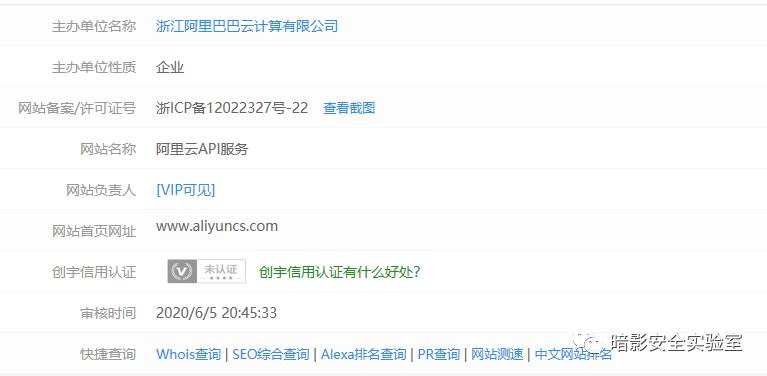 主办单位名称 浙江阿里巴巴云计算有限公司
主办单位性质 企业
网站备案/许可证号 浙ICP备12022327号-22 查看截图
网站名称 阿里云API服务
网站负责人 [VIP可见]
网站首页网址 www.aliyuncs.com
创宇信用认证 未认证 创宇信用认证有什么好处?
审核时间 2020/6/5 20:45:33
快捷查询 Whois查询 | SEO综合查询 | Alexa排名查询 | PR查询 | 网站测速 | 中文网站排名
暗影安全实验室